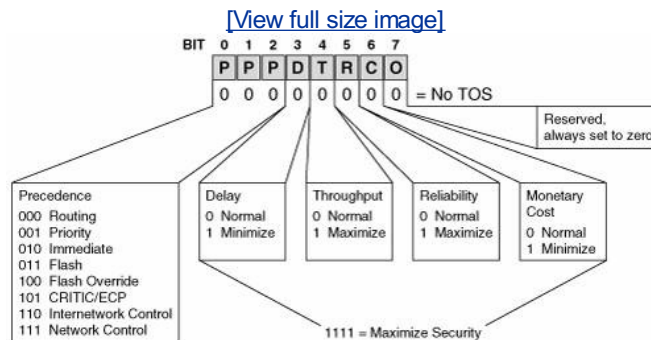 [View full size image]
BIT 0 1 2 3 4 5 6 7
P P P D T R C O
0 0 0 0 0 0 0 0 = No TOS
Reserved,
always set to zero
Precedence
000 Routing
001 Priority
010 Immediate
011 Flash
100 Flash Override
101 CRITIC/ECP
110 Internetwork Control
111 Network Control
Delay
0 Normal
1 Minimize
Throughput
0 Normal
1 Maximize
Reliability
0 Normal
1 Maximize
Monetary
Cost
0 Normal
1 Minimize
1111 = Maximize Security